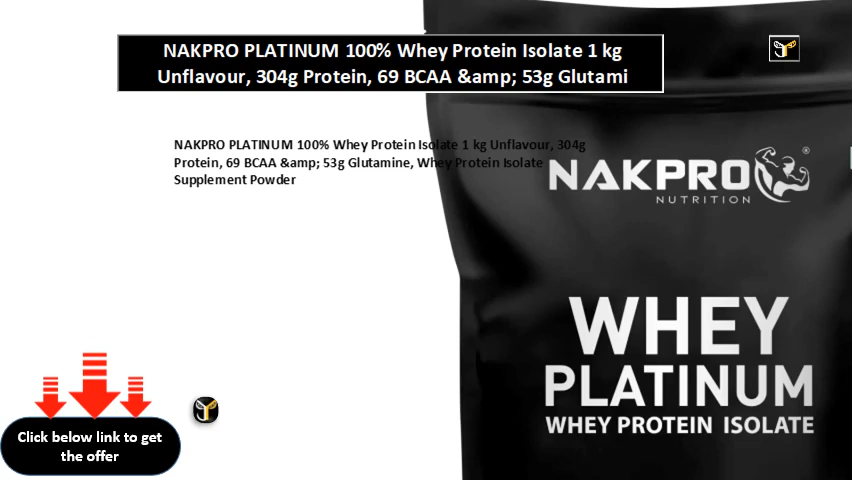 NAKPRO PLATINUM 100% Whey Protein Isolate 1 kg
Unflavour, 304g Protein, 69 BCAA &amp; 53g Glutami
NAKPRO PLATINUM 100% Whey Protein Isolate 1 kg Unflavour, 304g
Protein, 69 BCAA &amp; 53g Glutamine, Whey Protein Isolate
Supplement Powder
NAKPRO®
NUTRITION
WHEY
PLATINUM
WHEY PROTEIN ISOLATE
Click below link to get
the offer